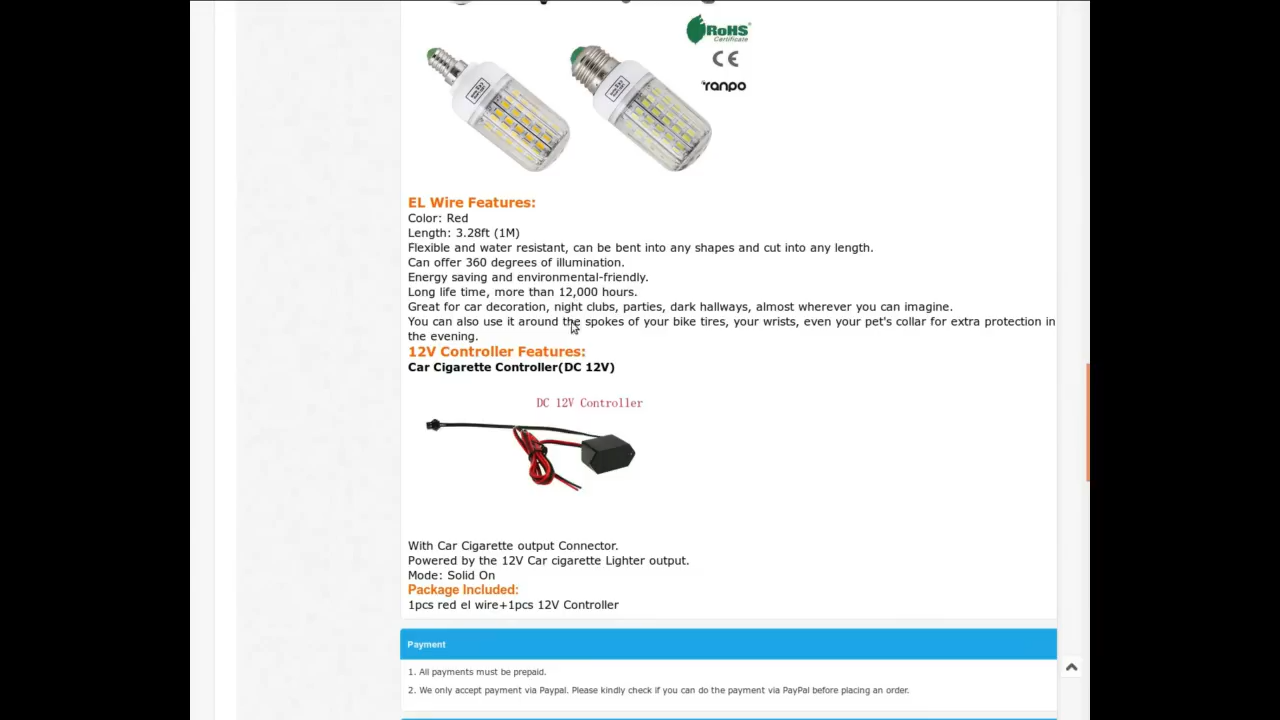 RoHS
Certificate
CE
ranpo
EL Wire Features:
Color: Red
Length: 3.28ft (1M)
Flexible and water resistant, can be bent into any shapes and cut into any length.
Can offer 360 degrees of illumination.
Energy saving and environmental-friendly.
Long life time, more than 12,000 hours.
Great for car decoration, night clubs, parties, dark hallways, almost wherever you can imagine.
You can also use it around the spokes of your bike tires, your wrists, even your pet's collar for extra protection in
the evening.
12V Controller Features:
Car Cigarette Controller(DC 12V)
DC 12V Controller
With Car Cigarette output Connector.
Powered by the 12V Car cigarette Lighter output.
Mode: Solid On
Package Included:
1pcs red el wire+1pcs 12V Controller
Payment
1. All payments must be prepaid.
2. We only accept payment via Paypal. Please kindly check if you can do the payment via PayPal before placing an order.